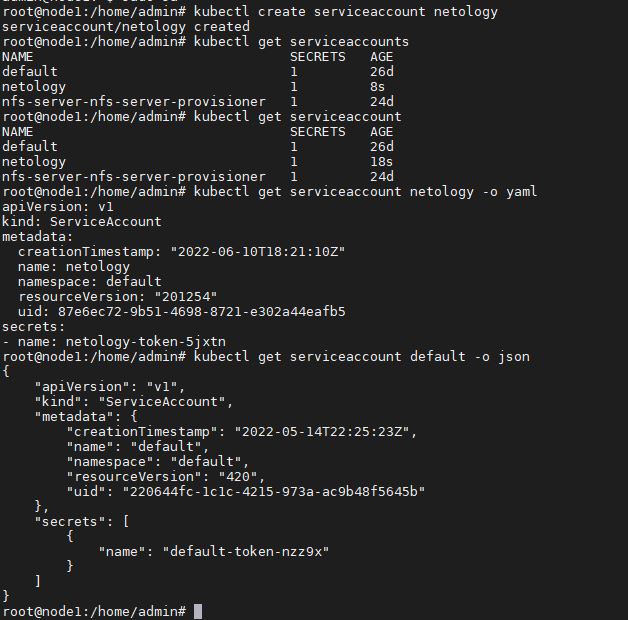 root@node1:/home/admin# kubectl create serviceaccount netology
serviceaccount/netology created
root@node1:/home/admin# kubectl get serviceaccounts
NAME                                SECRETS   AGE
default                             1         26d
netology                            1         8s
nfs-server-nfs-server-provisioner   1         24d
root@node1:/home/admin# kubectl get serviceaccount
NAME                                SECRETS   AGE
default                             1         26d
netology                            1         18s
nfs-server-nfs-server-provisioner   1         24d
root@node1:/home/admin# kubectl get serviceaccount netology -o yaml
apiVersion: v1
kind: ServiceAccount
metadata:
  creationTimestamp: "2022-06-10T18:21:10Z"
  name: netology
  namespace: default
  resourceVersion: "201254"
  uid: 87e6ec72-9b51-4698-8721-e302a44eafb5
secrets:
- name: netology-token-5jxtn
root@node1:/home/admin# kubectl get serviceaccount default -o json
{
    "apiVersion": "v1",
    "kind": "ServiceAccount",
    "metadata": {
        "creationTimestamp": "2022-05-14T22:25:23Z",
        "name": "default",
        "namespace": "default",
        "resourceVersion": "420",
        "uid": "220644fc-1c1c-4215-973a-ac9b48f5645b"
    },
    "secrets": [
        {
            "name": "default-token-nzz9x"
        }
    ]
}
root@node1:/home/admin#